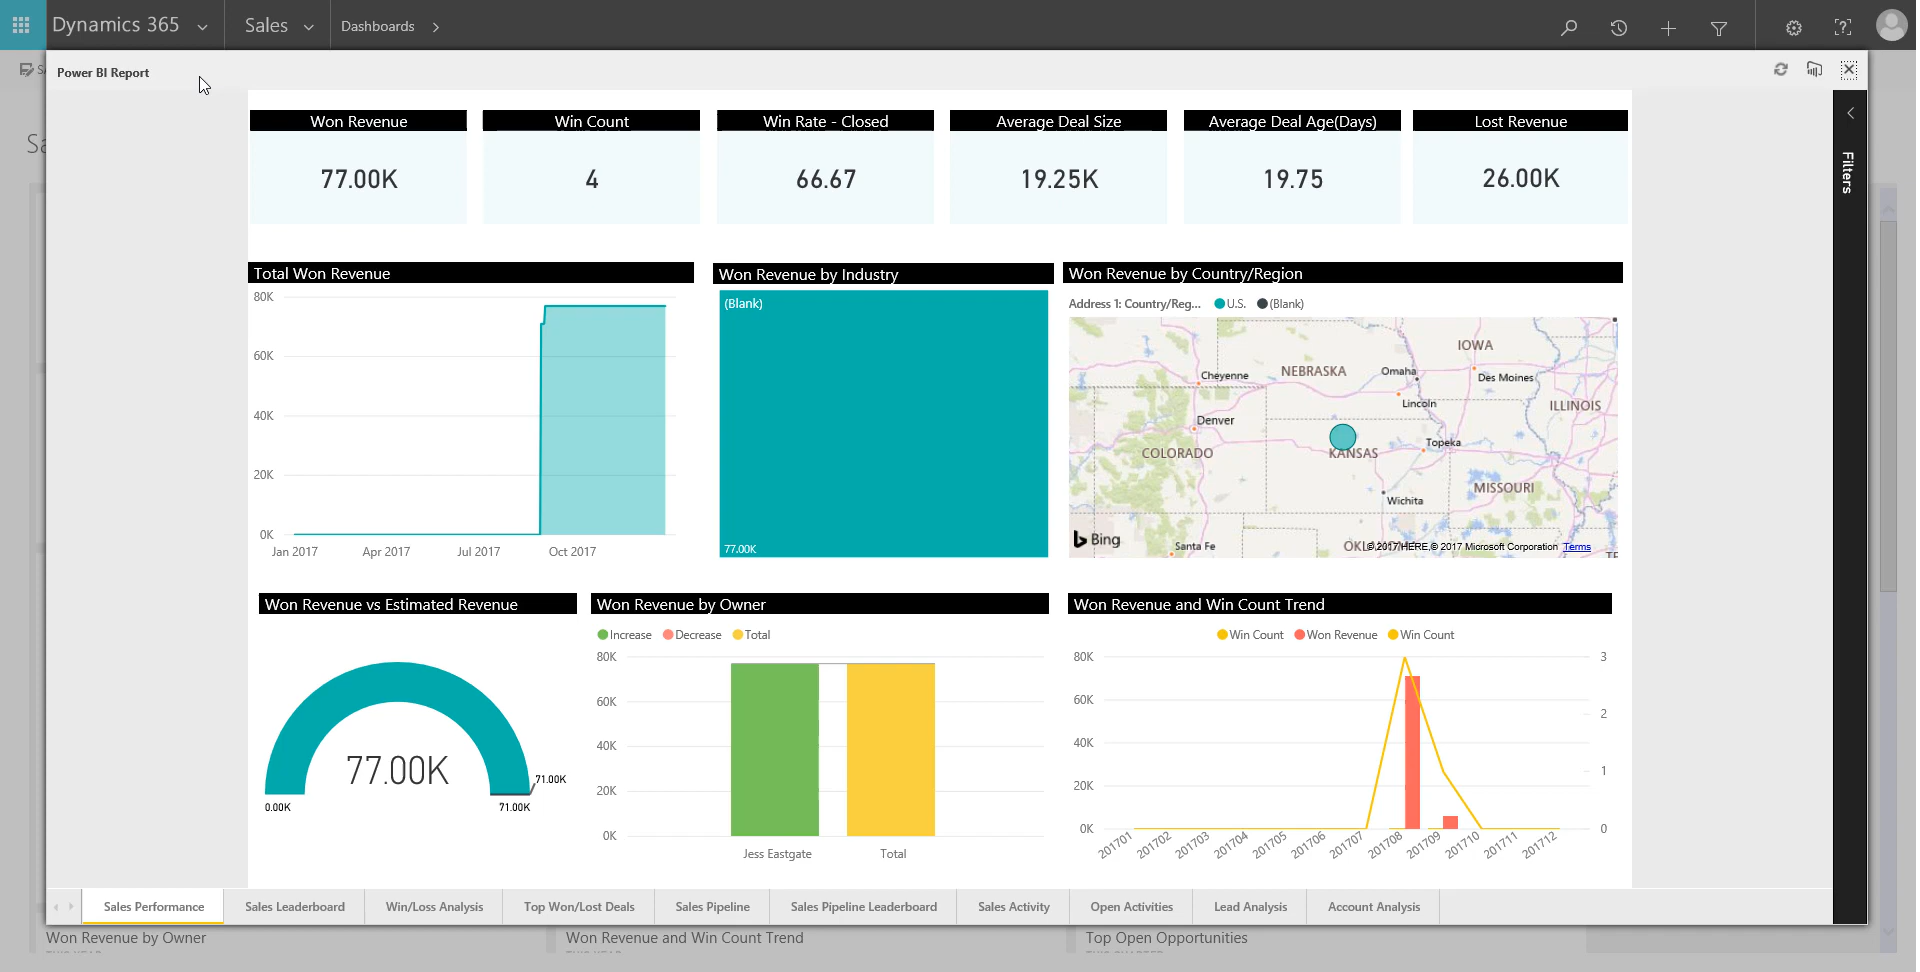 Dynamics 365
Sales
Dashboards
Power BI Report
Filters
Won Revenue
77.00K
Win Count
4
Win Rate - Closed
66.67
Average Deal Size
19.25K
Average Deal Age(Days)
19.75
Lost Revenue
26.00K
Total Won Revenue
80K
60K
40K
20K
0K
Jan 2017 Apr 2017 Jul 2017 Oct 2017
Won Revenue by Industry
(Blank)
77.00K
Won Revenue by Country/Region
Address 1: Country/Reg... U.S. (Blank)
IOWA
NEBRASKA
Cheyenne
Omaha
Des Moines
Lincoln
ILLINOIS
Denver
Topeka
COLORADO
KANSAS
MISSOURI
Wichita
Bing
Santa Fe
© 2017 HERE,© 2017 Microsoft Corporation Terms
Won Revenue vs Estimated Revenue
77.00K
71.00K
0.00K
71.00K
Won Revenue by Owner
Increase Decrease Total
80K
60K
40K
20K
0K
Jess Eastgate Total
Won Revenue and Win Count Trend
Win Count Won Revenue Win Count
80K 3
60K 2
40K
20K 1
0K 0
201701 201702 201703 201704 201705 201706 201707 201708 201709 201710 201711 201712
Sales Performance Sales Leaderboard Win/Loss Analysis Top Won/Lost Deals Sales Pipeline Sales Pipeline Leaderboard Sales Activity Open Activities Lead Analysis Account Analysis
Won Revenue by Owner
Won Revenue and Win Count Trend
Top Open Opportunities